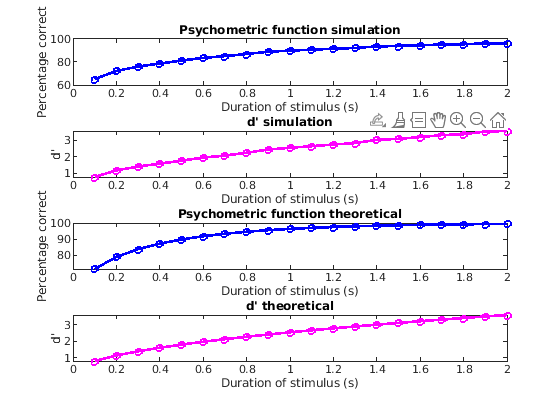 Psychometric function simulation
Percentage correct
100
80
60
0 0.2 0.4 0.6 0.8 1 1.2 1.4 1.6 1.8 2
Duration of stimulus (s)
d' simulation
d'
3
2
1
0 0.2 0.4 0.6 0.8 1 1.2 1.4 1.6 1.8 2
Duration of stimulus (s)
Psychometric function theoretical
Percentage correct
100
90
80
0 0.2 0.4 0.6 0.8 1 1.2 1.4 1.6 1.8 2
Duration of stimulus (s)
d' theoretical
d'
3
2
1
0 0.2 0.4 0.6 0.8 1 1.2 1.4 1.6 1.8 2
Duration of stimulus (s)